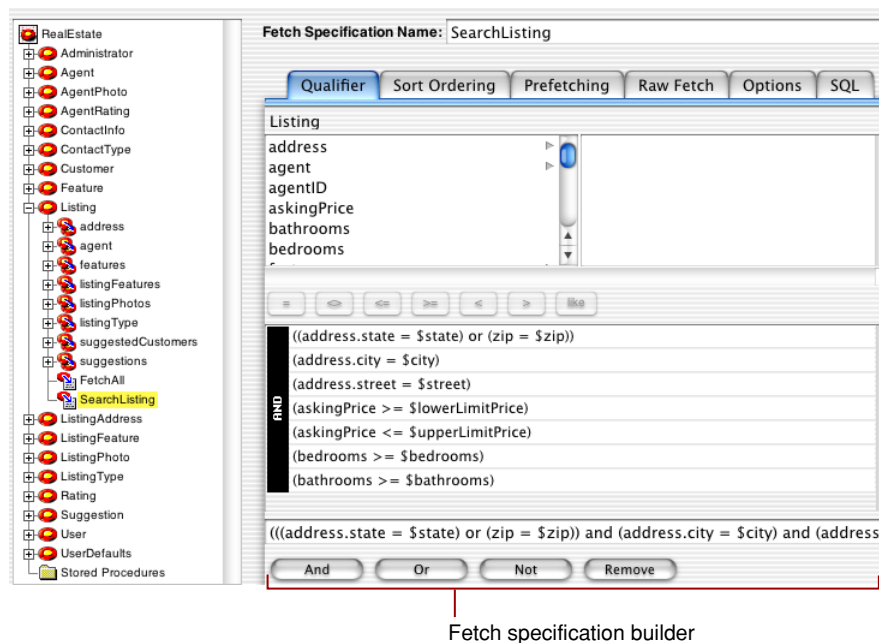 RealEstate
Administrator
Agent
AgentPhoto
AgentRating
ContactInfo
ContactType
Customer
Feature
Listing
address
agent
features
listingFeatures
listingPhotos
listingType
suggestedCustomers
suggestions
FetchAll
SearchListing
ListingAddress
ListingFeature
ListingPhoto
ListingType
Rating
Suggestion
User
UserDefaults
Stored Procedures
Fetch Specification Name: SearchListing
Qualifier Sort Ordering Prefetching Raw Fetch Options SQL
Listing
address
agent
agentID
askingPrice
bathrooms
bedrooms
= <> <= >= < > like
AND
((address.state = $state) or (zip = $zip))
(address.city = $city)
(address.street = $street)
(askingPrice >= $lowerLimitPrice)
(askingPrice <= $upperLimitPrice)
(bedrooms >= $bedrooms)
(bathrooms >= $bathrooms)
(((address.state = $state) or (zip = $zip)) and (address.city = $city) and (address
And Or Not Remove
Fetch specification builder